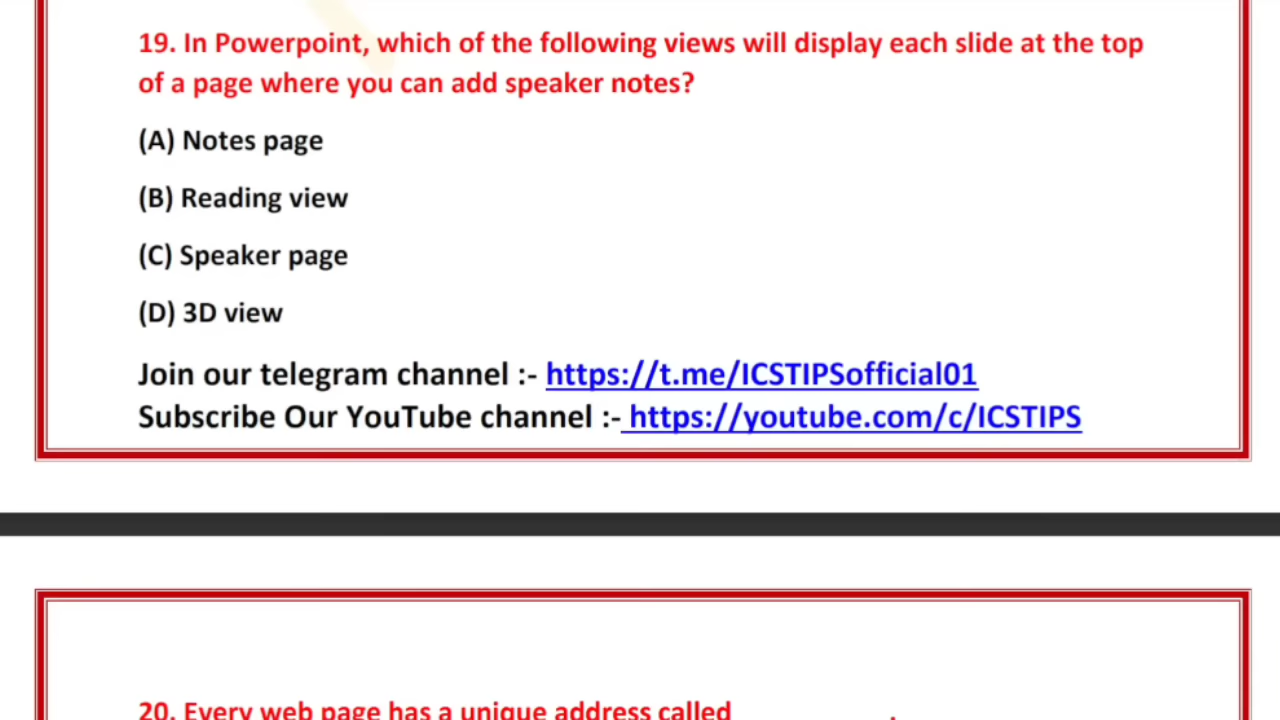 19. In Powerpoint, which of the following views will display each slide at the top
of a page where you can add speaker notes?
(A) Notes page
(B) Reading view
(C) Speaker page
(D) 3D view
Join our telegram channel :- https://t.me/ICSTIPSofficial01
Subscribe Our YouTube channel :- https://youtube.com/c/ICSTIPS
20. Every web page has a unique address called ___________.